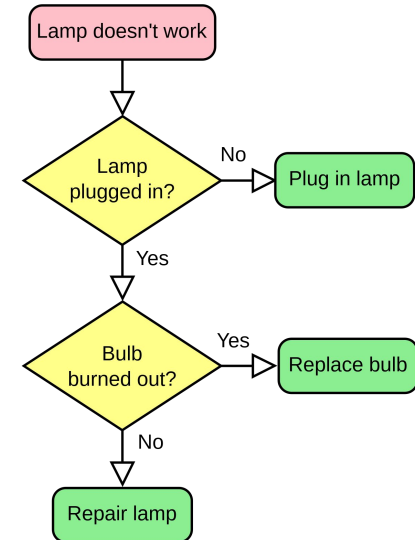 Lamp doesn't work
Lamp
plugged in?
No
Plug in lamp
Yes
Bulb
burned out?
Yes
Replace bulb
No
Repair lamp